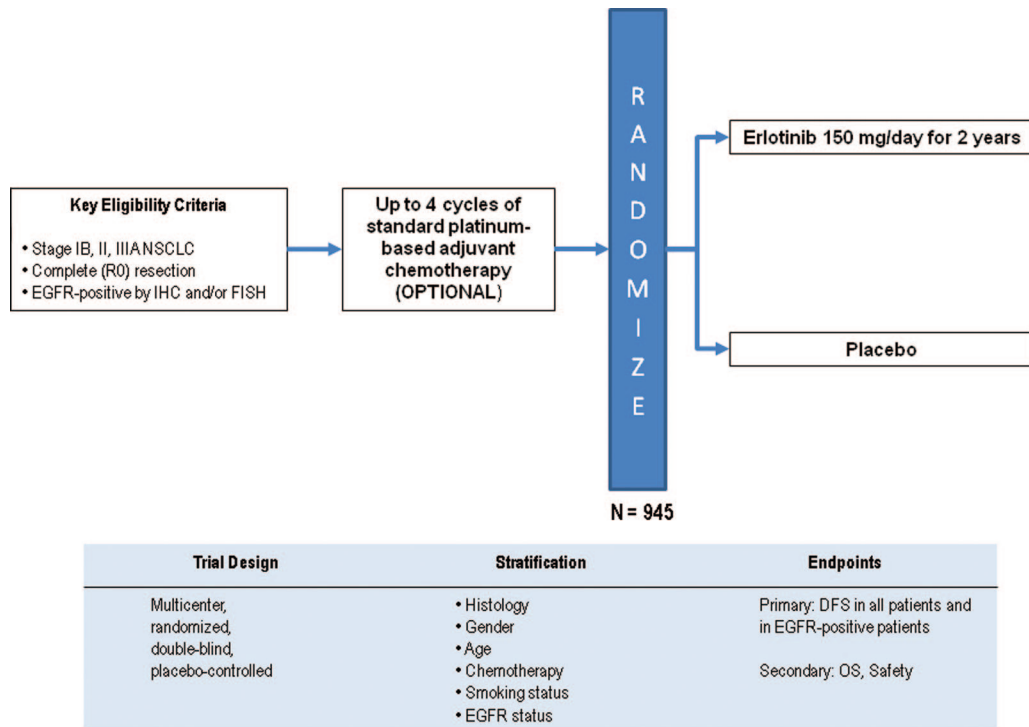 Key Eligibility Criteria
• Stage IB, II, IIIANSCLC
• Complete (R0) resection
• EGFR-positive by IHC and/or FISH
Up to 4 cycles of
standard platinum-
based adjuvant
chemotherapy
(OPTIONAL)
R
A
N
D
O
M
I
Z
E
N = 945
Erlotinib 150 mg/day for 2 years
Placebo
Trial Design
Multicenter,
randomized,
double-blind,
placebo-controlled
Stratification
• Histology
• Gender
• Age
• Chemotherapy
• Smoking status
• EGFR status
Endpoints
Primary: DFS in all patients and
in EGFR-positive patients
Secondary: OS, Safety